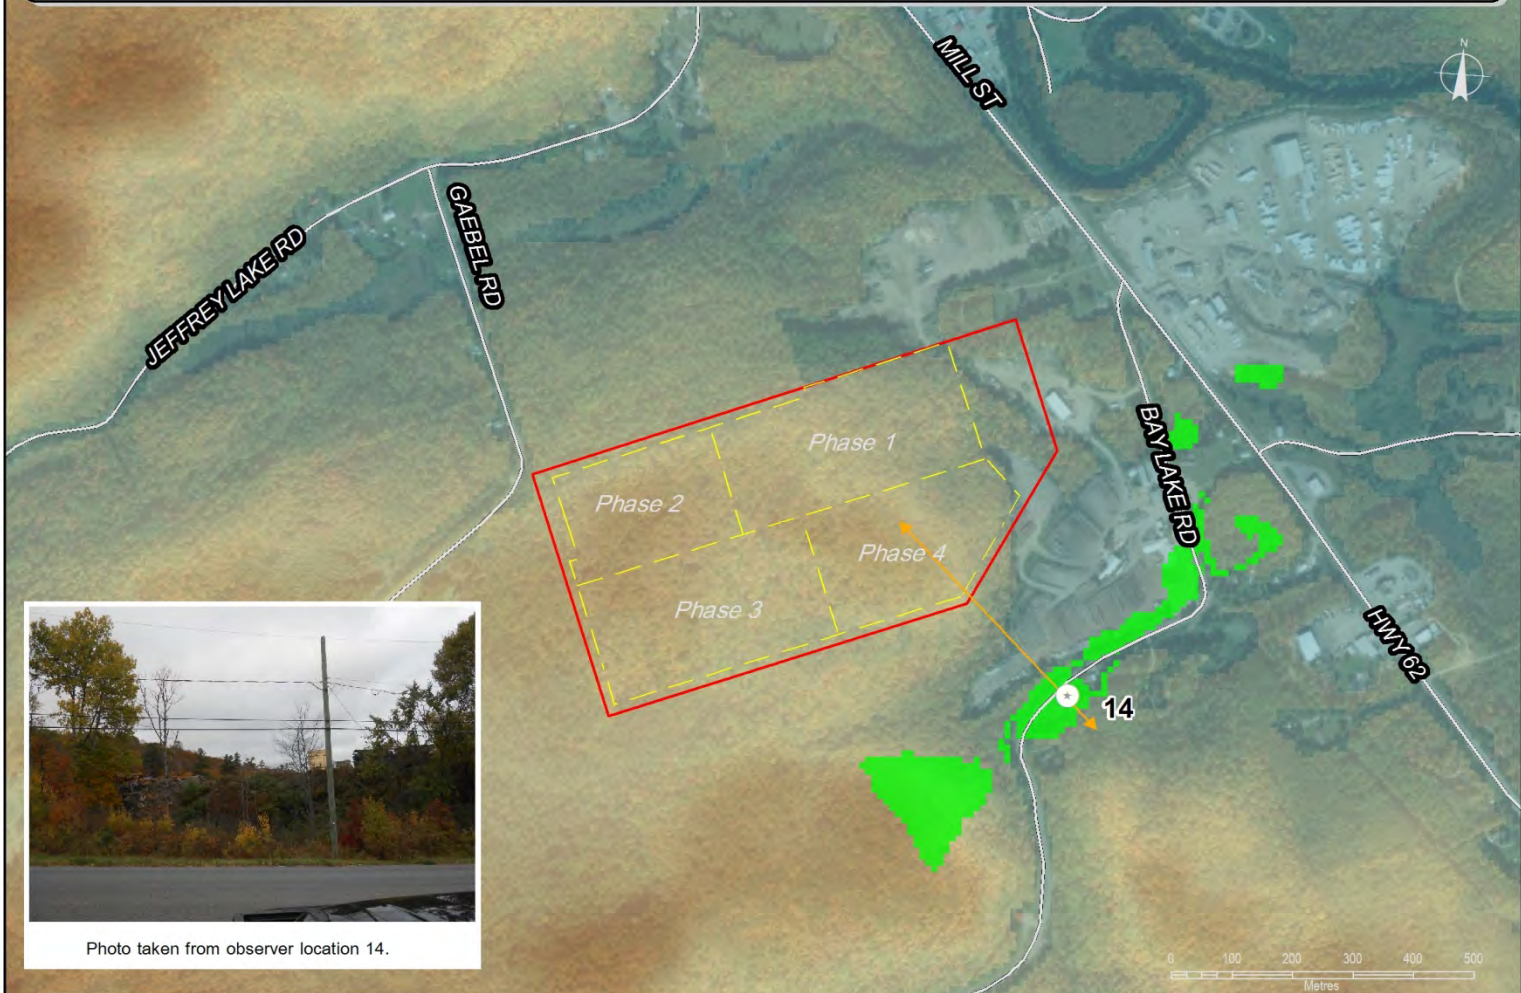 MILL ST
N
GAEBEL RD
JEFFREY LAKE RD
BAY LAKE RD
Phase 1
Phase 2
Phase 4
Phase 3
HWY 62
14
Photo taken from observer location 14.
0 100 200 300 400 500
Metres